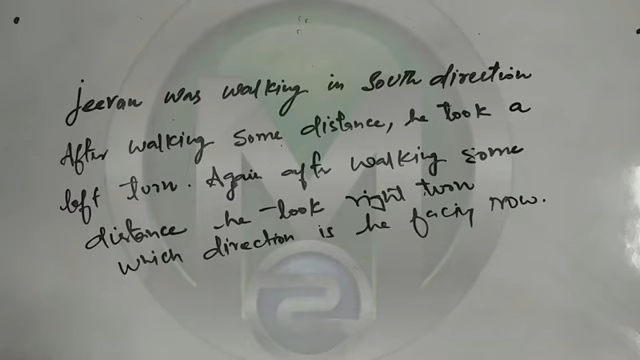 Jeevan was walking in South direction
After walking some distance, he took a
left turn. Again after walking some
distance he took right turn
which direction is he facing now.